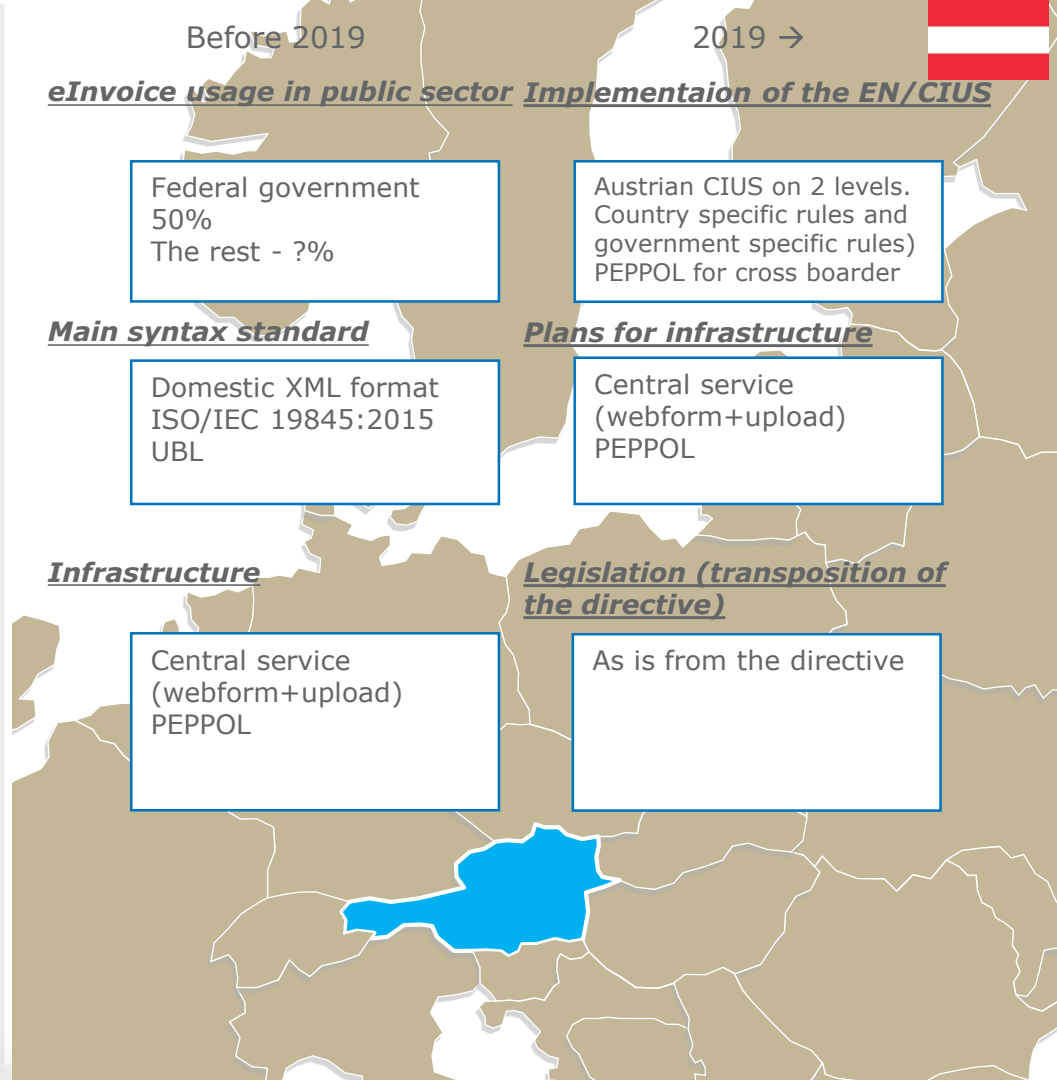 Before 2019
2019 →
eInvoice usage in public sector
Implementaion of the EN/CIUS
Federal government
50%
The rest - ?%
Austrian CIUS on 2 levels.
Country specific rules and
government specific rules)
PEPPOL for cross boarder
Main syntax standard
Plans for infrastructure
Domestic XML format
ISO/IEC 19845:2015
UBL
Central service
(webform+upload)
PEPPOL
Infrastructure
Legislation (transposition of
the directive)
Central service
(webform+upload)
PEPPOL
As is from the directive